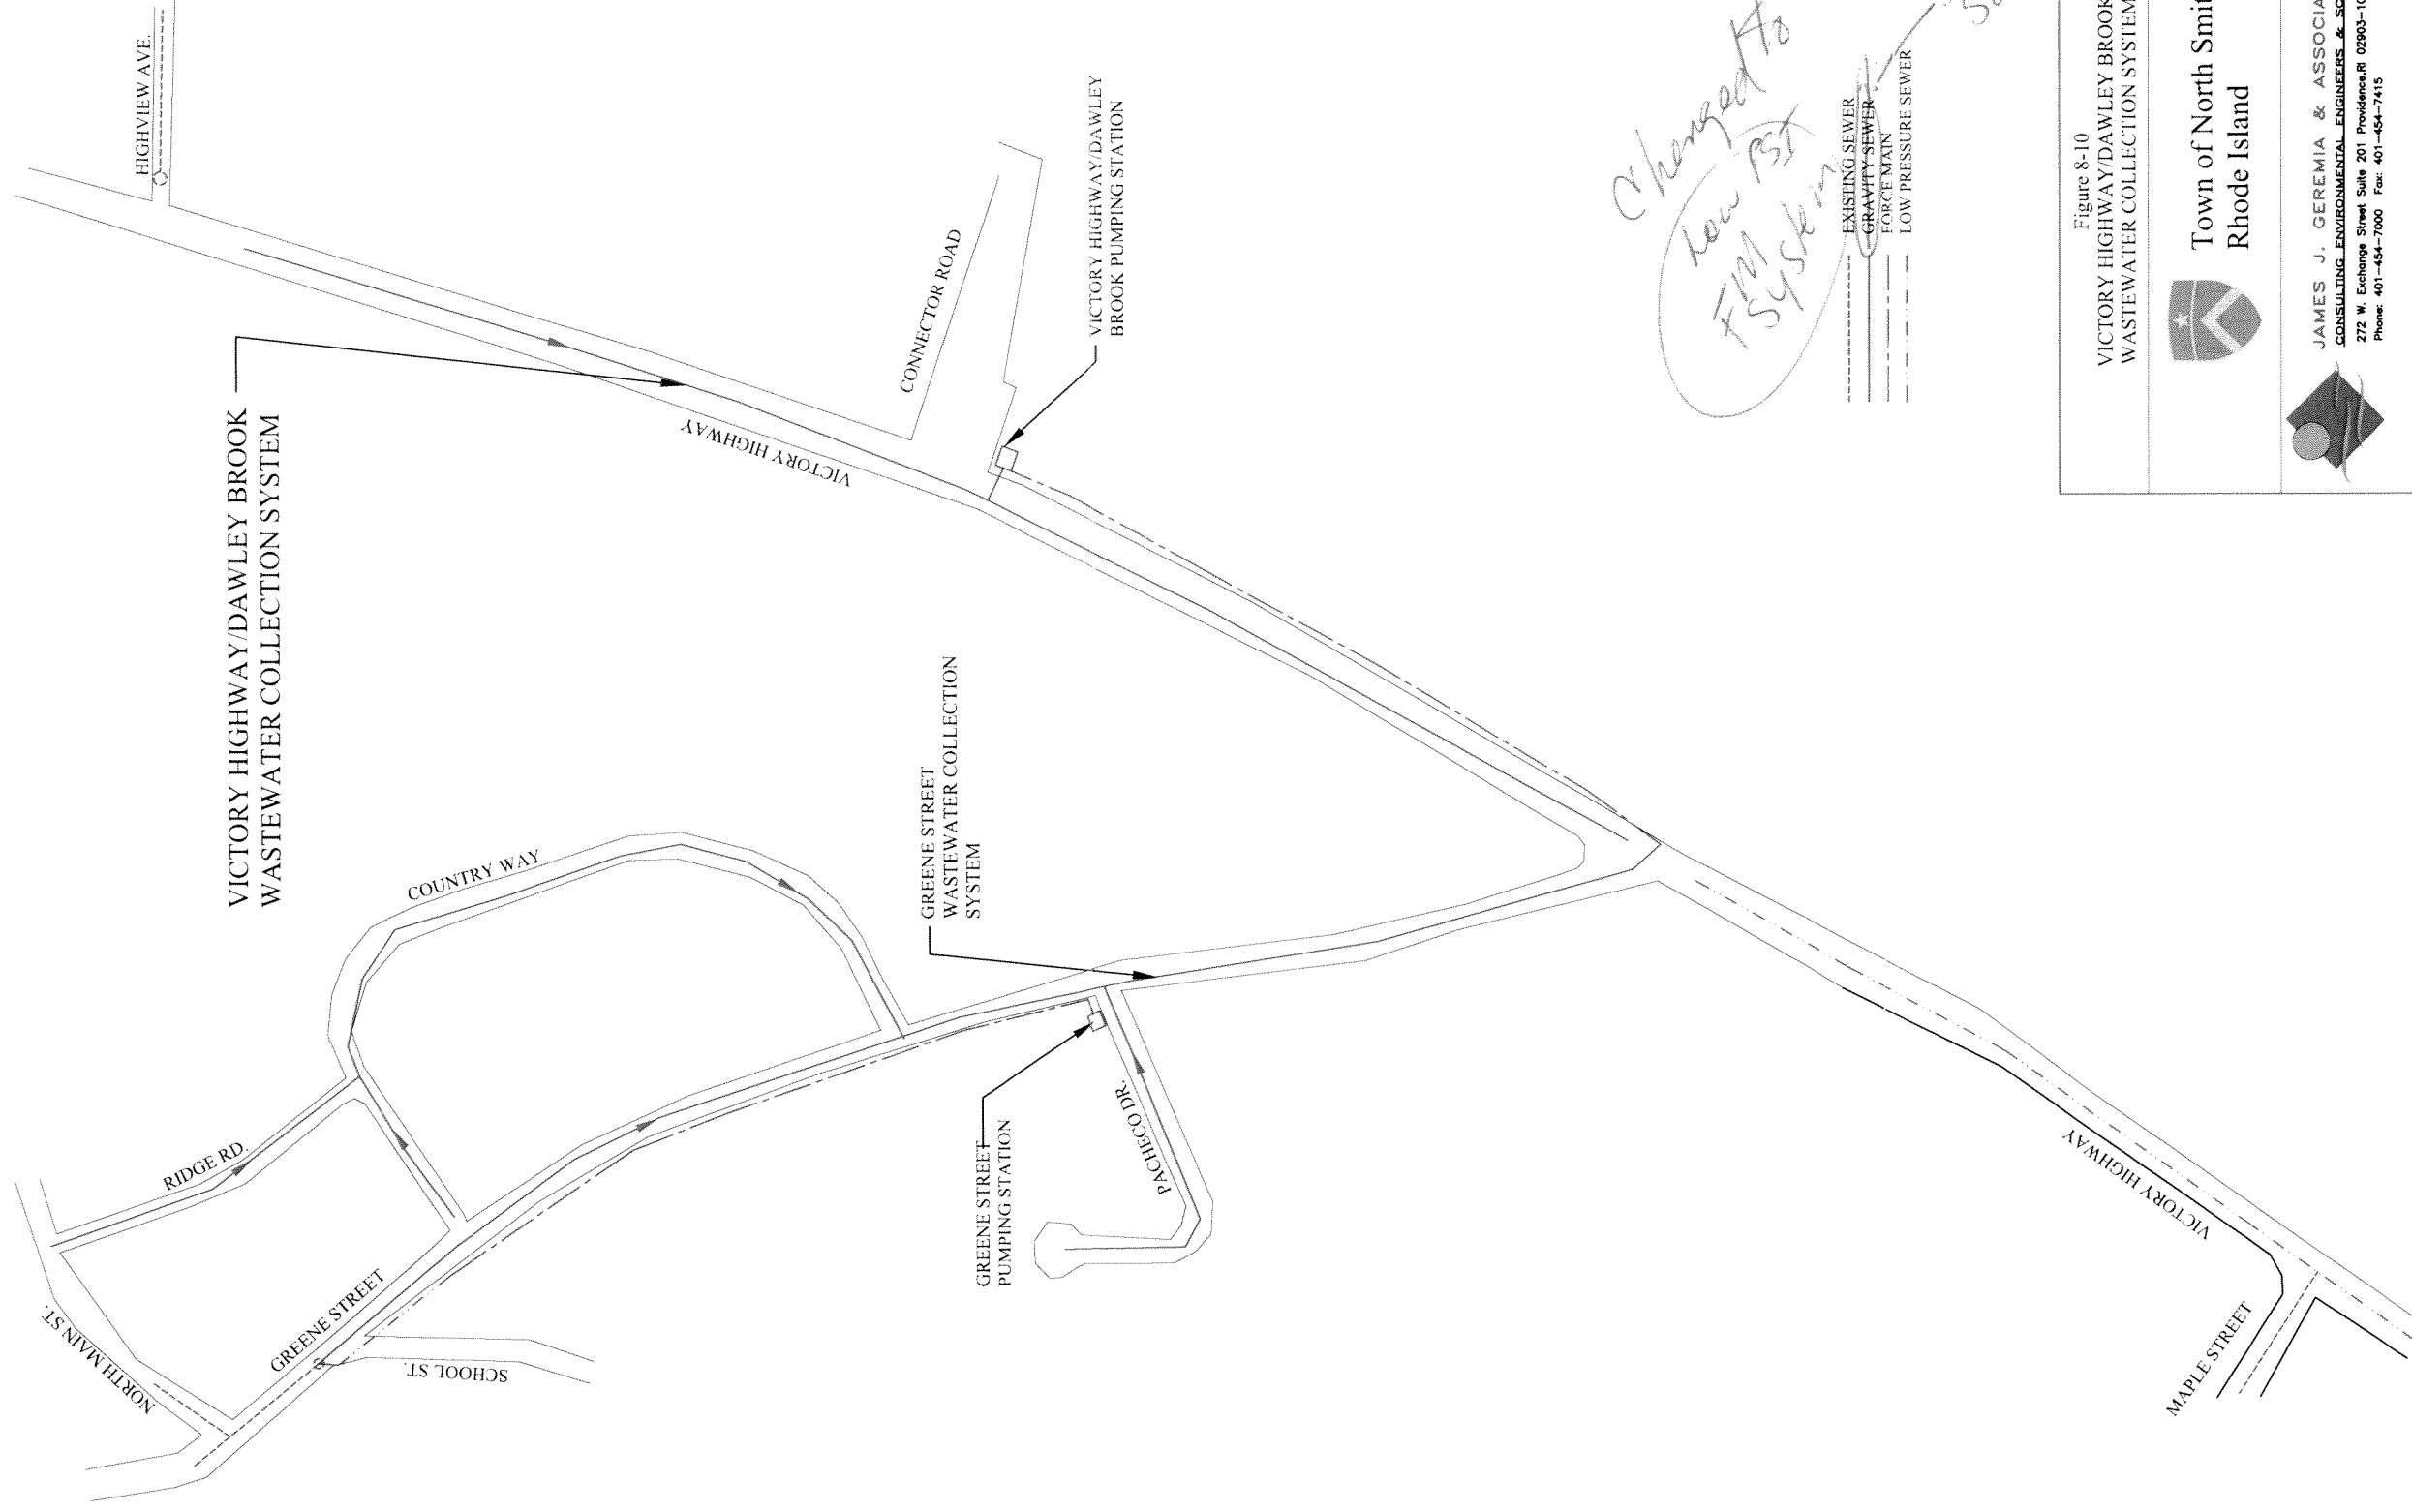 HIGHVIEW AVE.
VICTORY HIGHWAY/DAWLEY BROOK
WASTEWATER COLLECTION SYSTEM
CONNECTOR ROAD
VICTORY HIGHWAY
VICTORY HIGHWAY/DAWLEY
BROOK PUMPING STATION
COUNTRY WAY
GREENE STREET
WASTEWATER COLLECTION
SYSTEM
RIDGE RD.
NORTH MAIN ST.
GREENE STREET
SCHOOL ST.
GREENE STREET
PUMPING STATION
PACHECO DR.
VICTORY HIGHWAY
MAPLE STREET
Changed to
Low PSI
FM
System
EXISTING SEWER
GRAVITY SEWER
FORCE MAIN
LOW PRESSURE SEWER
Figure 8-10
VICTORY HIGHWAY/DAWLEY BROOK
WASTEWATER COLLECTION SYSTEM
Town of North Smit
Rhode Island
JAMES J. GEREMIA & ASSOCIA
CONSULTING ENVIRONMENTAL ENGINEERS & SC
272 W. Exchange Street Suite 201 Providence,RI 02903-10
Phone: 401-454-7000 Fax: 401-454-7415